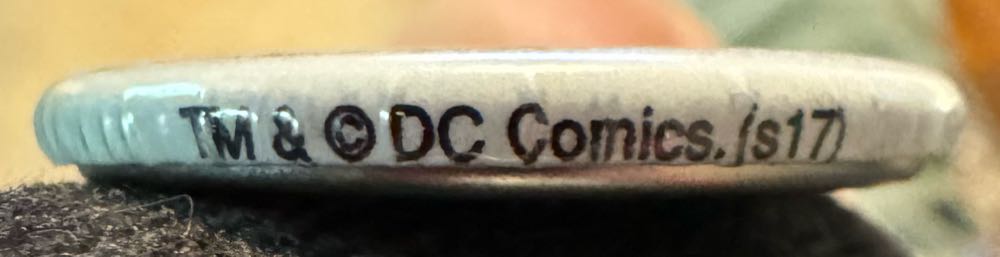 TM & © DC Comics. (s17)